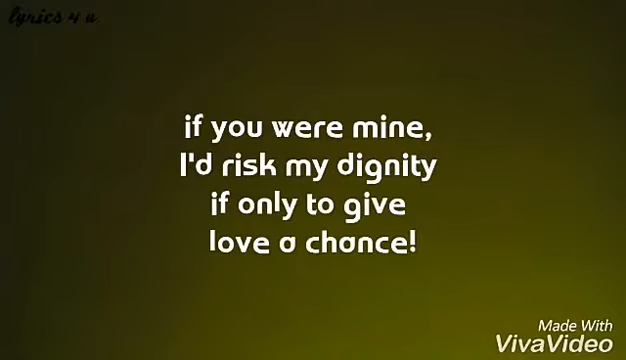 lyrics 4 u
if you were mine,
I'd risk my dignity
if only to give
love a chance!
Made With
VivaVideo